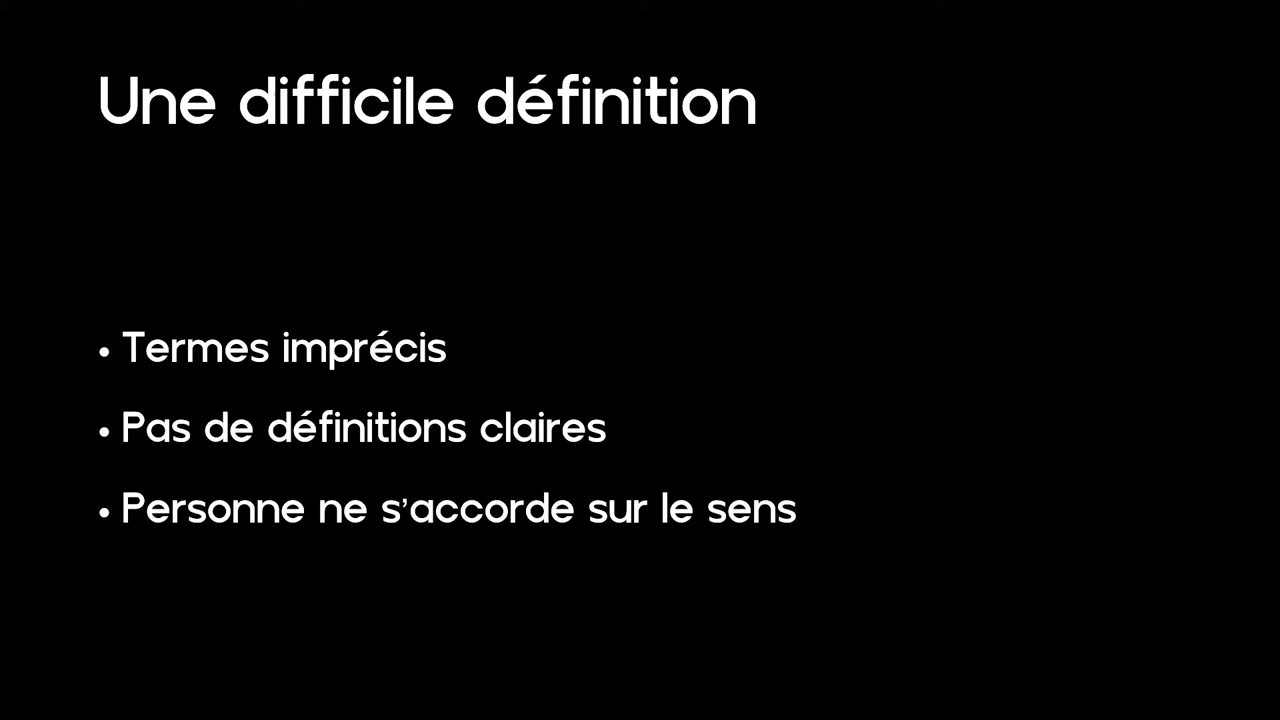 Une difficile définition
• Termes imprécis
• Pas de définitions claires
• Personne ne s'accorde sur le sens